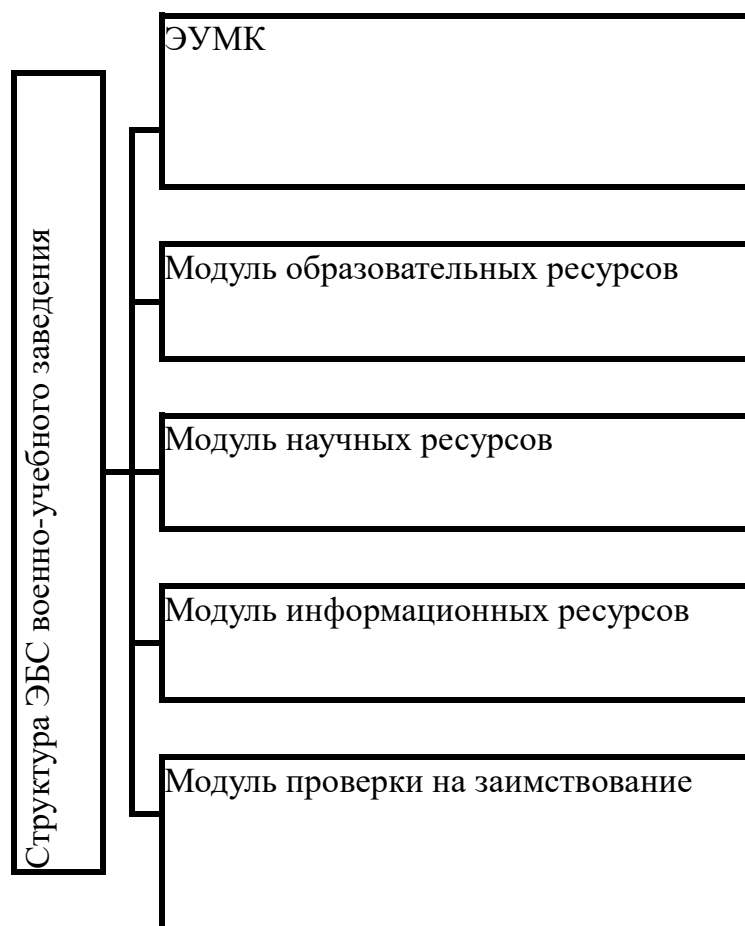 Структура ЭБС военно-учебного заведения
ЭУМК
Модуль образовательных ресурсов
Модуль научных ресурсов
Модуль информационных ресурсов
Модуль проверки на заимствование